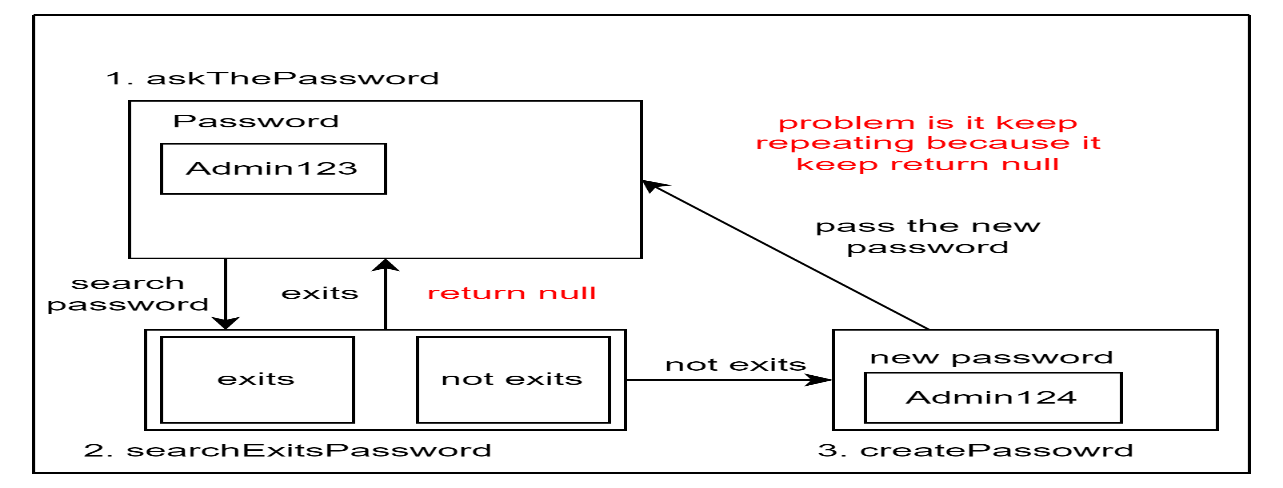 1. askThePassword
Password
Admin123
problem is it keep
repeating because it
keep return null
pass the new
password
search
password
exits
return null
exits
not exits
not exits
new password
Admin124
2. searchExitsPassword
3. createPassowrd